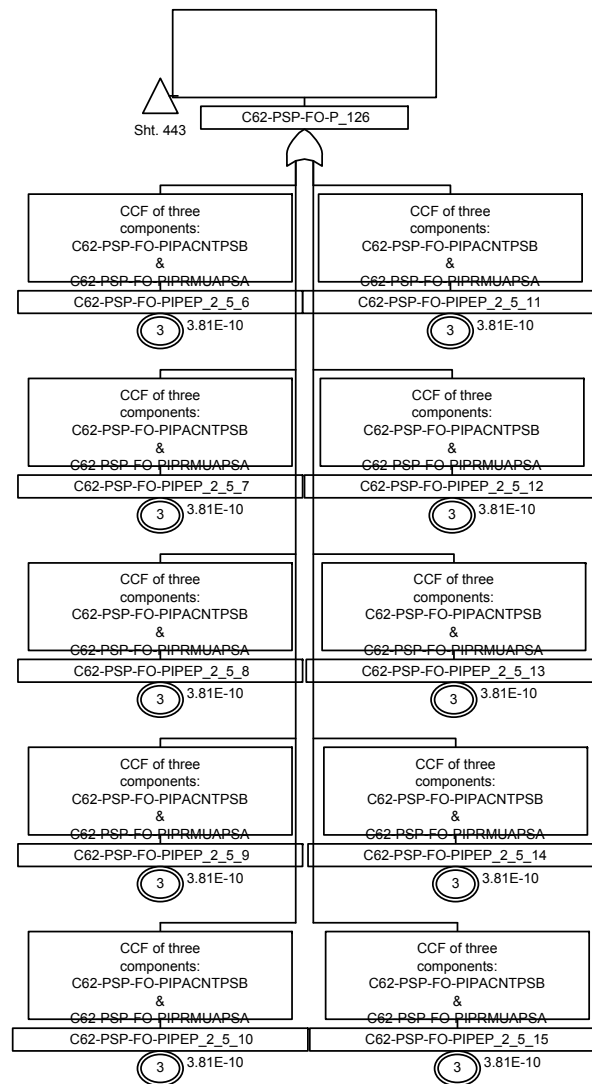 C62-PSP-FO-P_126
Sht. 443
CCF of three
components:
C62-PSP-FO-PIPACNTPSB
&
C62-PSP-FO-PIPRMUAPSA
C62-PSP-FO-PIPEP_2_5_6
3
3.81E-10
CCF of three
components:
C62-PSP-FO-PIPACNTPSB
&
C62-PSP-FO-PIPRMUAPSA
C62-PSP-FO-PIPEP_2_5_11
3
3.81E-10
CCF of three
components:
C62-PSP-FO-PIPACNTPSB
&
C62-PSP-FO-PIPRMUAPSA
C62-PSP-FO-PIPEP_2_5_7
3
3.81E-10
CCF of three
components:
C62-PSP-FO-PIPACNTPSB
&
C62-PSP-FO-PIPRMUAPSA
C62-PSP-FO-PIPEP_2_5_12
3
3.81E-10
CCF of three
components:
C62-PSP-FO-PIPACNTPSB
&
C62-PSP-FO-PIPRMUAPSA
C62-PSP-FO-PIPEP_2_5_8
3
3.81E-10
CCF of three
components:
C62-PSP-FO-PIPACNTPSB
&
C62-PSP-FO-PIPRMUAPSA
C62-PSP-FO-PIPEP_2_5_13
3
3.81E-10
CCF of three
components:
C62-PSP-FO-PIPACNTPSB
&
C62-PSP-FO-PIPRMUAPSA
C62-PSP-FO-PIPEP_2_5_9
3
3.81E-10
CCF of three
components:
C62-PSP-FO-PIPACNTPSB
&
C62-PSP-FO-PIPRMUAPSA
C62-PSP-FO-PIPEP_2_5_14
3
3.81E-10
CCF of three
components:
C62-PSP-FO-PIPACNTPSB
&
C62-PSP-FO-PIPRMUAPSA
C62-PSP-FO-PIPEP_2_5_10
3
3.81E-10
CCF of three
components:
C62-PSP-FO-PIPACNTPSB
&
C62-PSP-FO-PIPRMUAPSA
C62-PSP-FO-PIPEP_2_5_15
3
3.81E-10